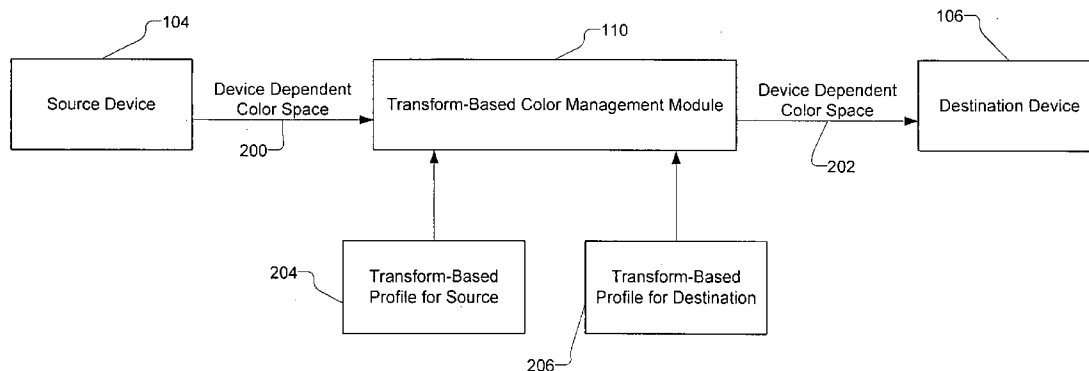 104
110
106
Source Device
Device Dependent
Color Space
200
Transform-Based Color Management Module
Device Dependent
Color Space
202
Destination Device
204
Transform-Based
Profile for Source
206
Transform-Based
Profile for Destination